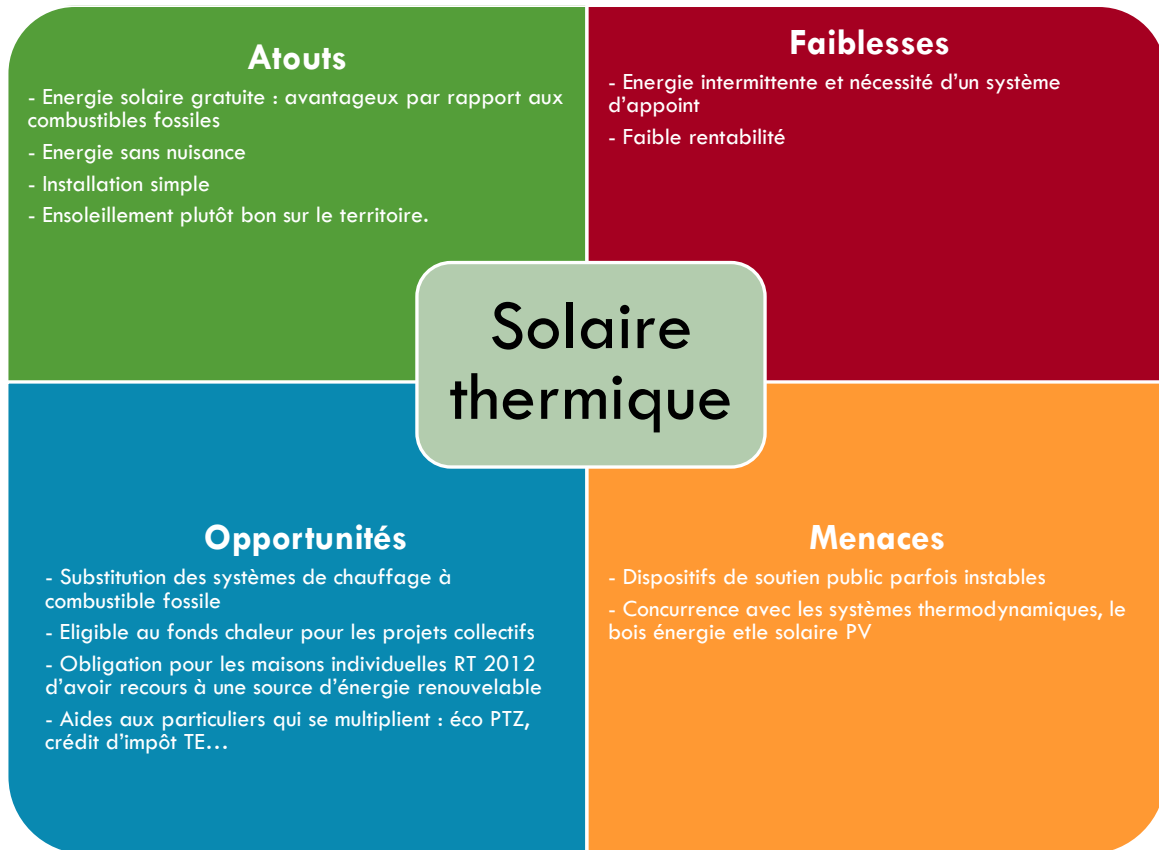 Atouts
- Energie solaire gratuite : avantageux par rapport aux
combustibles fossiles
- Energie sans nuisance
- Installation simple
- Ensoleillement plutôt bon sur le territoire.
Faiblesses
- Energie intermittente et nécessité d'un système
d'appoint
- Faible rentabilité
Solaire
thermique
Opportunités
- Substitution des systèmes de chauffage à
combustible fossile
- Eligible au fonds chaleur pour les projets collectifs
- Obligation pour les maisons individuelles RT 2012
d'avoir recours à une source d'énergie renouvelable
- Aides aux particuliers qui se multiplient : éco PTZ,
crédit d'impôt TE…
Menaces
- Dispositifs de soutien public parfois instables
- Concurrence avec les systèmes thermodynamiques, le
bois énergie etle solaire PV